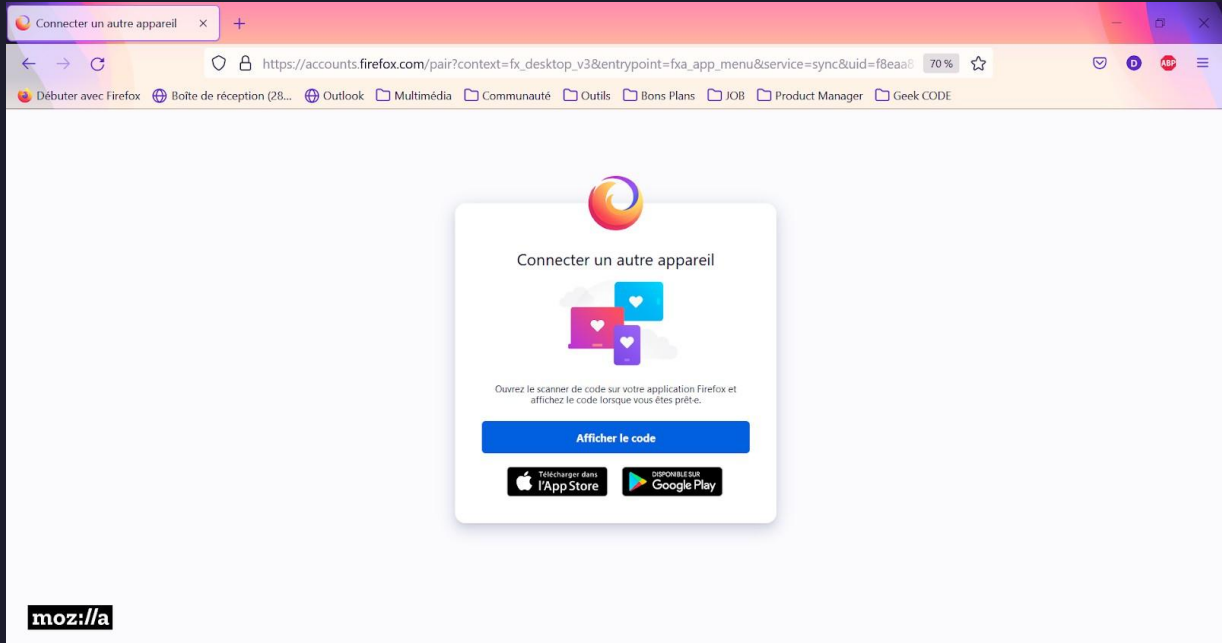 Connecter un autre appareil
https://accounts.firefox.com/pair?context=fx_desktop_v3&entrypoint=fxa_app_menu&service=sync&uid=f8eaa8
70 %
D
ABP
Débuter avec Firefox
Boîte de réception (28...
Outlook
Multimédia
Communauté
Outils
Bons Plans
JOB
Product Manager
Geek CODE
Connecter un autre appareil
Ouvrez le scanner de code sur votre application Firefox et
affichez le code lorsque vous êtes prêt·e.
Afficher le code
Télécharger dans
l'App Store
DISPONIBLE SUR
Google Play
moz://a